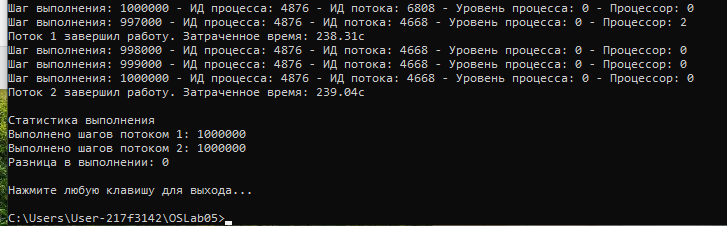 Шаг выполнения: 1000000 - ИД процесса: 4876 - ИД потока: 6808 - Уровень процесса: 0 - Процессор: 0
Шаг выполнения: 997000 - ИД процесса: 4876 - ИД потока: 4668 - Уровень процесса: 0 - Процессор: 2
Поток 1 завершил работу. Затраченное время: 238.31с
Шаг выполнения: 998000 - ИД процесса: 4876 - ИД потока: 4668 - Уровень процесса: 0 - Процессор: 0
Шаг выполнения: 999000 - ИД процесса: 4876 - ИД потока: 4668 - Уровень процесса: 0 - Процессор: 0
Шаг выполнения: 1000000 - ИД процесса: 4876 - ИД потока: 4668 - Уровень процесса: 0 - Процессор: 0
Поток 2 завершил работу. Затраченное время: 239.04с
Статистика выполнения
Выполнено шагов потоком 1: 1000000
Выполнено шагов потоком 2: 1000000
Разница в выполнении: 0
Нажмите любую клавишу для выхода...
C:\Users\User-217f3142\OSLab05>